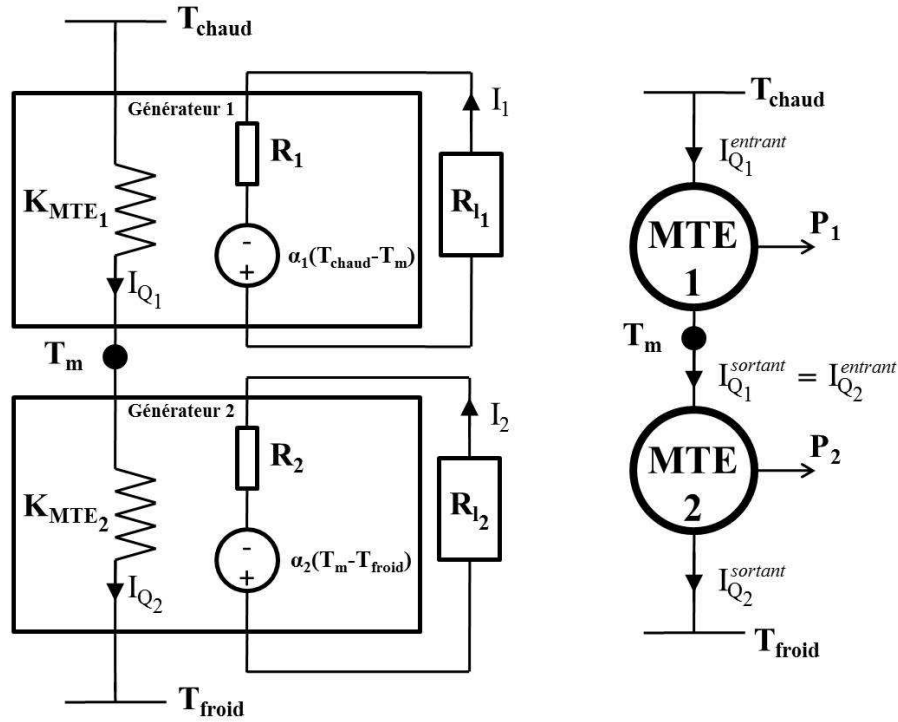 T_chaud
Générateur 1
R_1
I_1
K_MTE_1
R_l_1
-
+
α_1(T_chaud-T_m)
I_Q_1
T_m
Générateur 2
R_2
I_2
K_MTE_2
R_l_2
-
+
α_2(T_m-T_froid)
I_Q_2
T_froid
T_chaud
I_Q_1^entrant
MTE
1
P_1
T_m
I_Q_1^sortant = I_Q_2^entrant
MTE
2
P_2
I_Q_2^sortant
T_froid